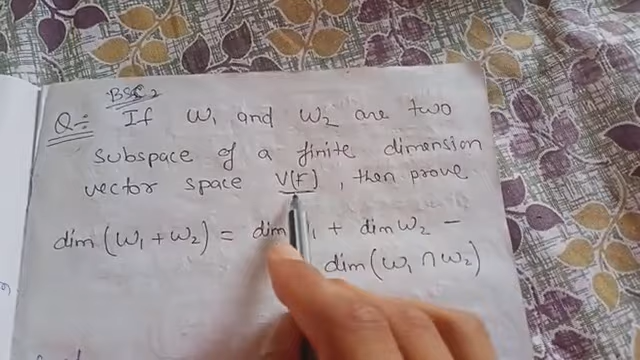 BSC 2
Q:- If W1 and W2 are two
subspace of a finite dimension
vector space V(F), then prove
dim (W1 + W2) = dim 1 + dim W2 -
dim (W1 ∩ W2)